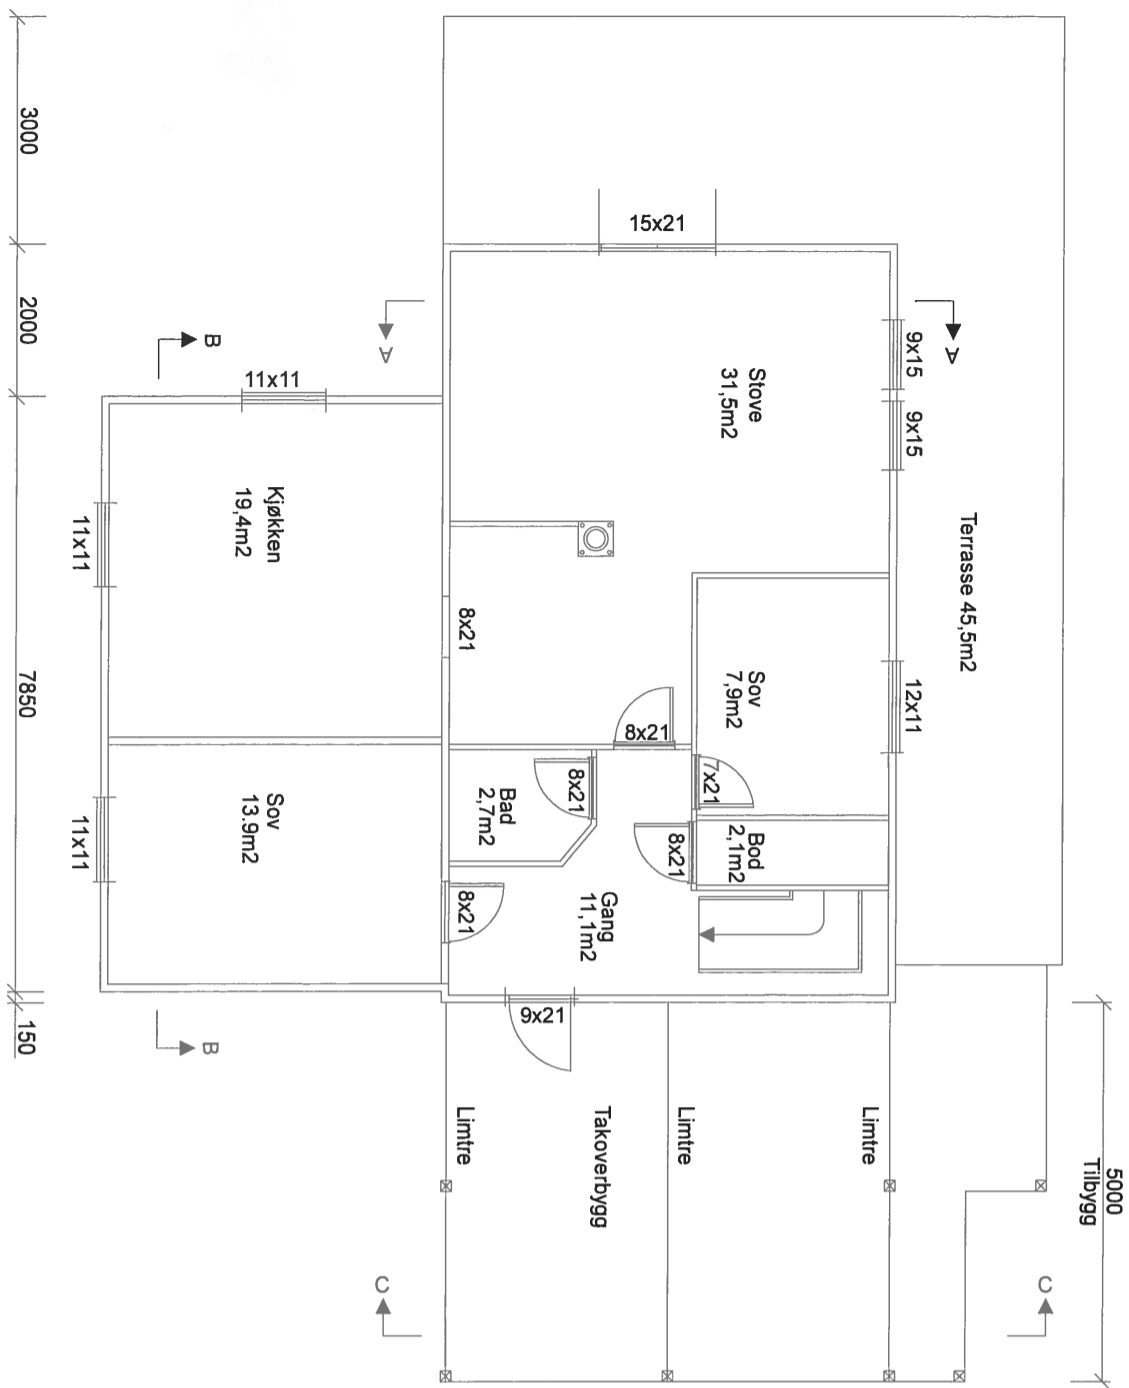 3000
2000
7850
150
15x21
A
A
B
B
11x11
9x15
9x15
Stove
31,5m2
Terrasse 45,5m2
Kjøkken
19,4m2
11x11
8x21
Sov
7,9m2
12x11
8x21
7x21
8x21
Bad
2,7m2
Bod
2,1m2
8x21
Sov
13.9m2
11x11
8x21
Gang
11,1m2
9x21
Limtre
Takoverbygg
Limtre
Limtre
5000
Tilbygg
C
C